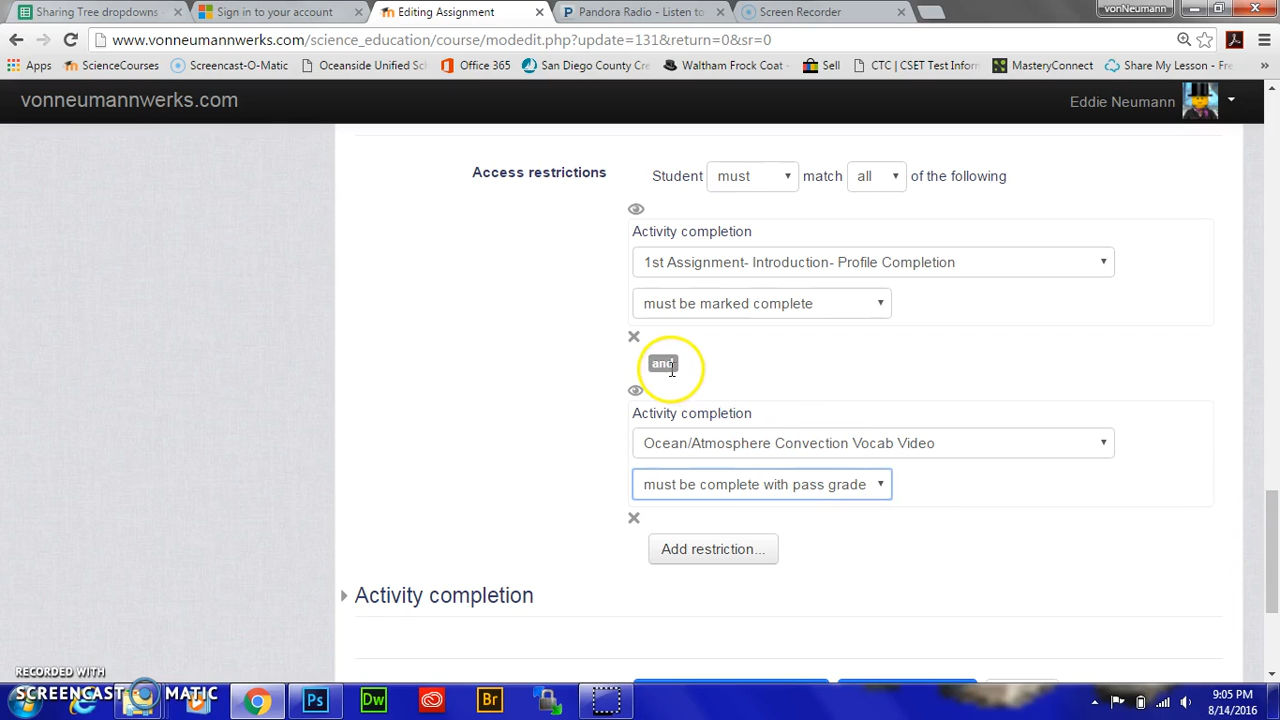 Sharing Tree dropdowns -
Sign in to your account
Editing Assignment
Pandora Radio - Listen to
Screen Recorder
vonNeumann
www.vonneumannwerks.com/science_education/course/modedit.php?update=131&return=0&sr=0
Apps
ScienceCourses
Screencast-O-Matic
Oceanside Unified Sc
Office 365
San Diego County Cre
Waltham Frock Coat -
Sell
CTC | CSET Test Inform
MasteryConnect
Share My Lesson - Fre
»
vonneumannwerks.com
Eddie Neumann
Access restrictions
Student must match all of the following
Activity completion
1st Assignment- Introduction- Profile Completion
must be marked complete
and
Activity completion
Ocean/Atmosphere Convection Vocab Video
must be complete with pass grade
Add restriction...
Activity completion
RECORDED WITH
SCREENCAST MATIC
Ps
Dw
Br
9:05 PM
8/14/2016